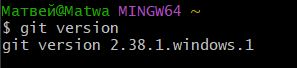 Матвей@Matwa MINGW64 ~
$ git version
git version 2.38.1.windows.1